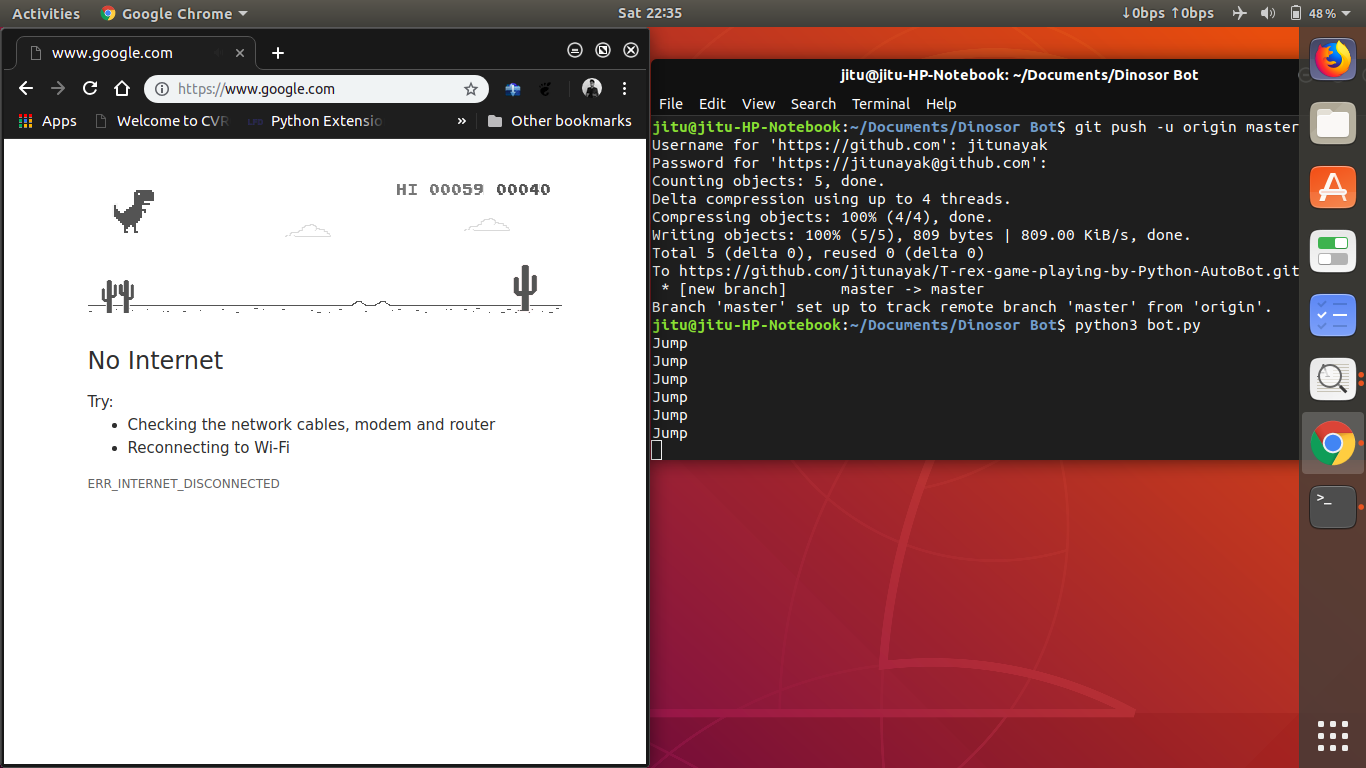 Activities Google Chrome Sat 22:35 ↓0bps ↑0bps 48%
www.google.com
https://www.google.com
Apps Welcome to CVR Python Extensio » Other bookmarks
HI 00059 00040
No Internet
Try:
• Checking the network cables, modem and router
• Reconnecting to Wi-Fi
ERR_INTERNET_DISCONNECTED
jitu@jitu-HP-Notebook: ~/Documents/Dinosor Bot
File Edit View Search Terminal Help
jitu@jitu-HP-Notebook:~/Documents/Dinosor Bot$ git push -u origin master
Username for 'https://github.com': jitunayak
Password for 'https://jitunayak@github.com':
Counting objects: 5, done.
Delta compression using up to 4 threads.
Compressing objects: 100% (4/4), done.
Writing objects: 100% (5/5), 809 bytes | 809.00 KiB/s, done.
Total 5 (delta 0), reused 0 (delta 0)
To https://github.com/jitunayak/T-rex-game-playing-by-Python-AutoBot.git
 * [new branch]      master -> master
Branch 'master' set up to track remote branch 'master' from 'origin'.
jitu@jitu-HP-Notebook:~/Documents/Dinosor Bot$ python3 bot.py
Jump
Jump
Jump
Jump
Jump
Jump
>_